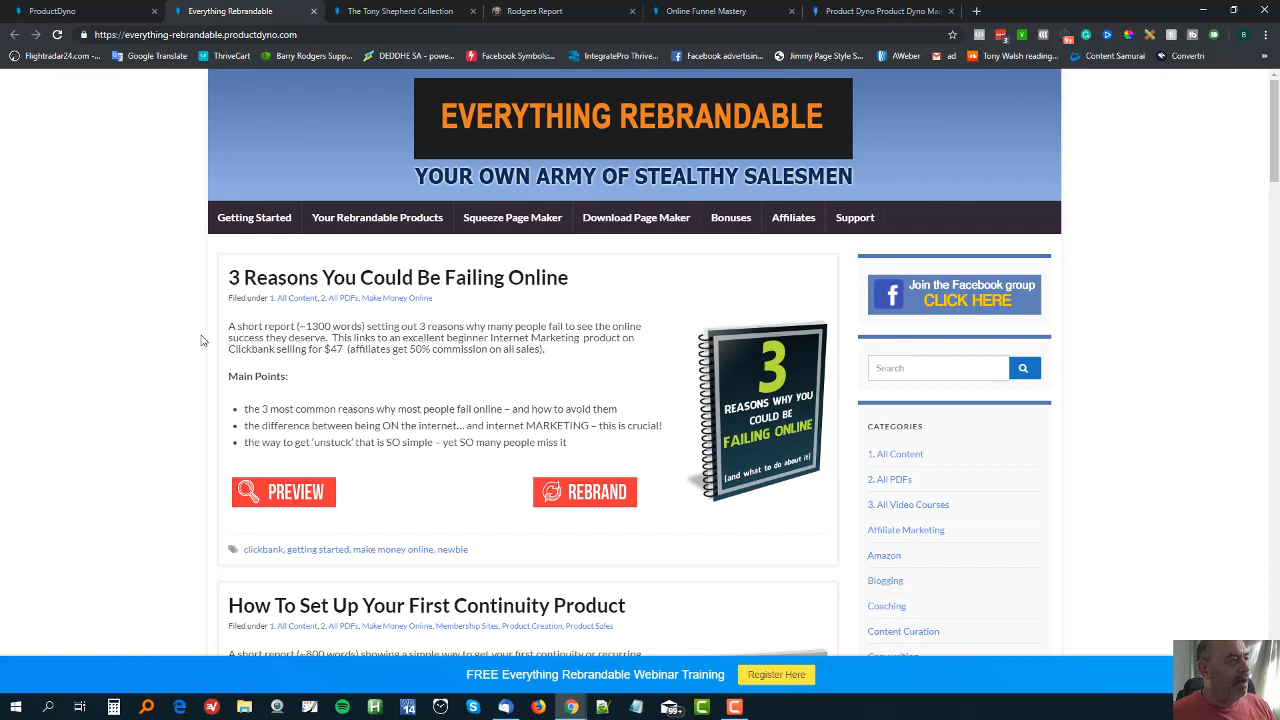 ProductDyno
Everything Rebrandable
The Tony Shepherd Collection
Rodgert
Online Funnel Mastery
Product Dyno Mai
https://everything-rebrandable.productdyno.com
Flightradar24.com -
Google Translate
ThriveCart
Barry Rodgers Supp
DEDDHE SA – powe
Facebook Symbols:
IntegratePro Thrive
Facebook advertisin
Jimmy Page Style S
AWeber
ad
Tony Walsh reading
Content Samurai
Convertri
EVERYTHING REBRANDABLE
YOUR OWN ARMY OF STEALTHY SALESMEN
Getting Started
Your Rebrandable Products
Squeeze Page Maker
Download Page Maker
Bonuses
Affiliates
Support
3 Reasons You Could Be Failing Online
Filed under 1. All Content, 2. All PDFs, Make Money Online
A short report (~1300 words) setting out 3 reasons why many people fail to see the online
success they deserve. This links to an excellent beginner Internet Marketing product on
Clickbank selling for $47 (affiliates get 50% commission on all sales).
Main Points:
• the 3 most common reasons why most people fail online – and how to avoid them
• the difference between being ON the internet… and internet MARKETING – this is crucial!
• the way to get ‘unstuck’ that is SO simple – yet SO many people miss it
PREVIEW
REBRAND
3
REASONS WHY YOU
COULD BE
FAILING ONLINE
[and what to do about it]
clickbank, getting started, make money online, newbie
How To Set Up Your First Continuity Product
Filed under 1. All Content, 2. All PDFs, Make Money Online, Membership Sites, Product Creation, Product Sales
A short report (~800 words) showing a simple way to get your first continuity or recurring
Join the Facebook group
CLICK HERE
Search
CATEGORIES
1. All Content
2. All PDFs
3. All Video Courses
Affiliate Marketing
Amazon
Blogging
Coaching
Content Curation
Copywriting
FREE Everything Rebrandable Webinar Training
Register Here